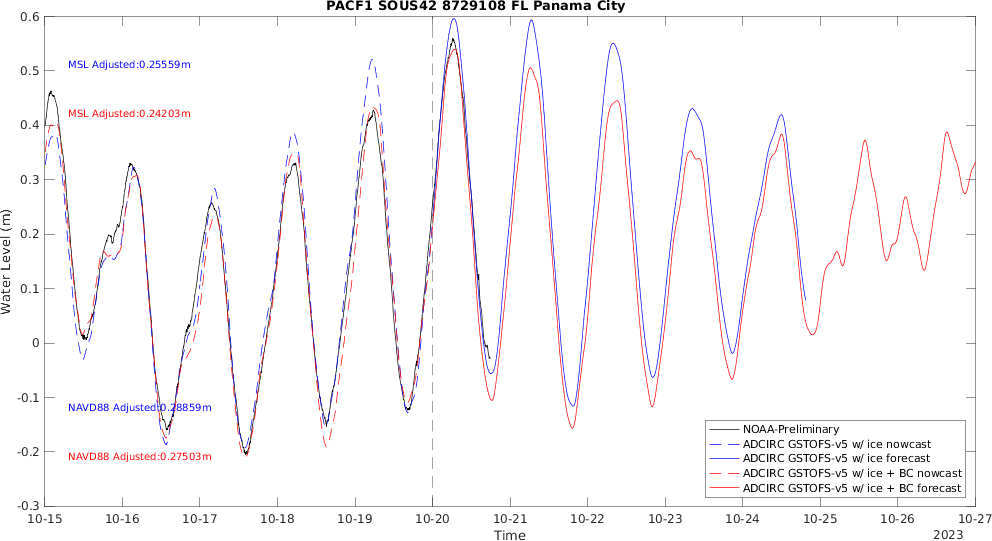 PACF1 SOUS42 8729108 FL Panama City
0.6
0.5
0.4
0.3
0.2
0.1
0
-0.1
-0.2
-0.3
Water Level (m)
MSL Adjusted:0.25559m
MSL Adjusted:0.24203m
NAVD88 Adjusted:0.28859m
NAVD88 Adjusted:0.27503m
NOAA-Preliminary
ADCIRC GSTOFS-v5 w/ ice nowcast
ADCIRC GSTOFS-v5 w/ ice forecast
ADCIRC GSTOFS-v5 w/ ice + BC nowcast
ADCIRC GSTOFS-v5 w/ ice + BC forecast
10-15 10-16 10-17 10-18 10-19 10-20 10-21 10-22 10-23 10-24 10-25 10-26 10-27
Time
2023